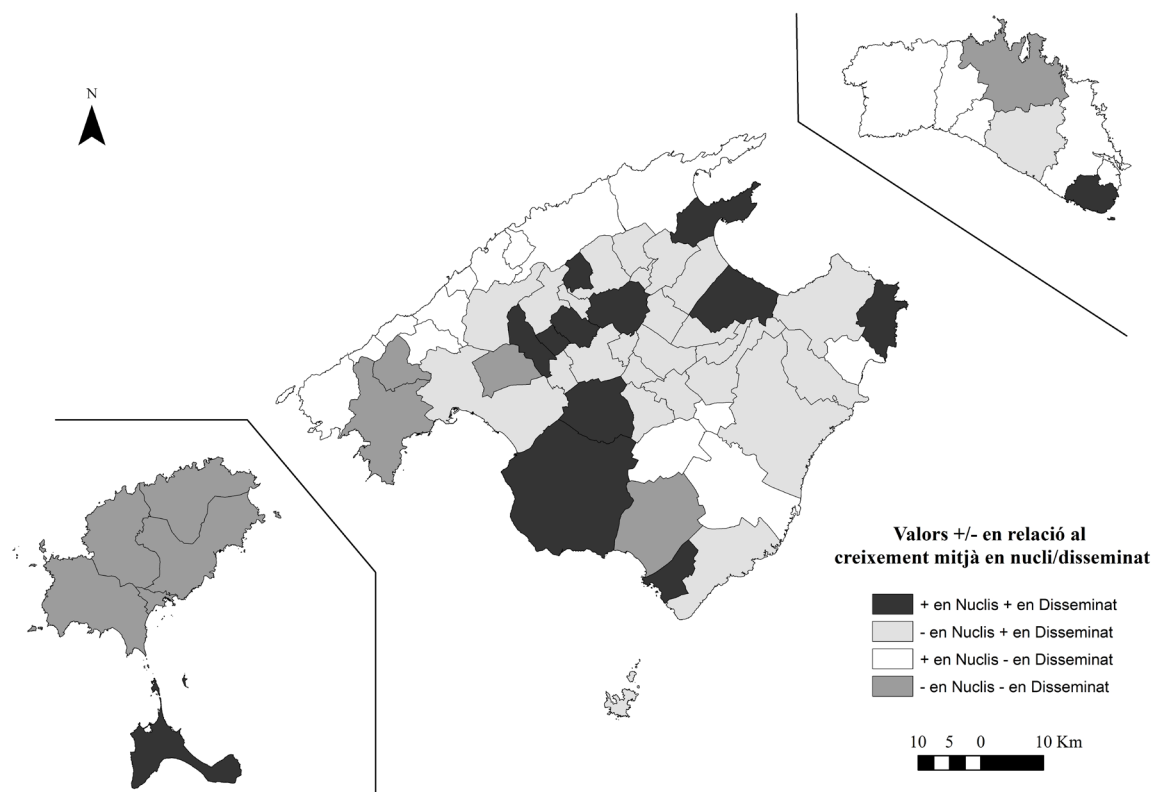 N
Valors +/- en relació al
creixement mitjà en nucli/disseminat
+ en Nuclis + en Disseminat
- en Nuclis + en Disseminat
+ en Nuclis - en Disseminat
- en Nuclis - en Disseminat
10 5 0 10 Km